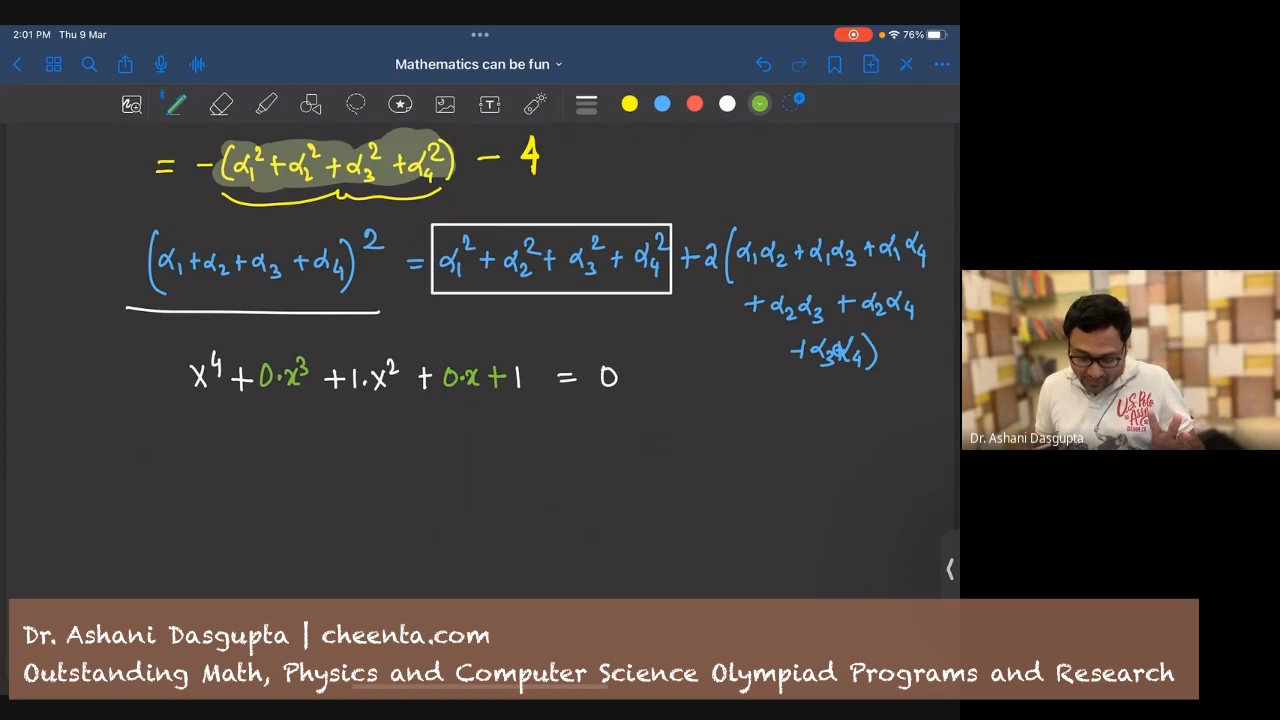 2:01 PM Thu 9 Mar
76%
Mathematics can be fun
T
= -(α₁² + α₂² + α₃² + α₄²) - 4
(α₁ + α₂ + α₃ + α₄)² = α₁² + α₂² + α₃² + α₄² + 2(α₁α₂ + α₁α₃ + α₁α₄
+ α₂α₃ + α₂α₄
+ α₃α₄)
x⁴ + 0·x³ + 1·x² + 0·x + 1 = 0
U.S. Polo
Assn
Dr. Ashani Dasgupta
Dr. Ashani Dasgupta | cheenta.com
Outstanding Math, Physics and Computer Science Olympiad Programs and Research